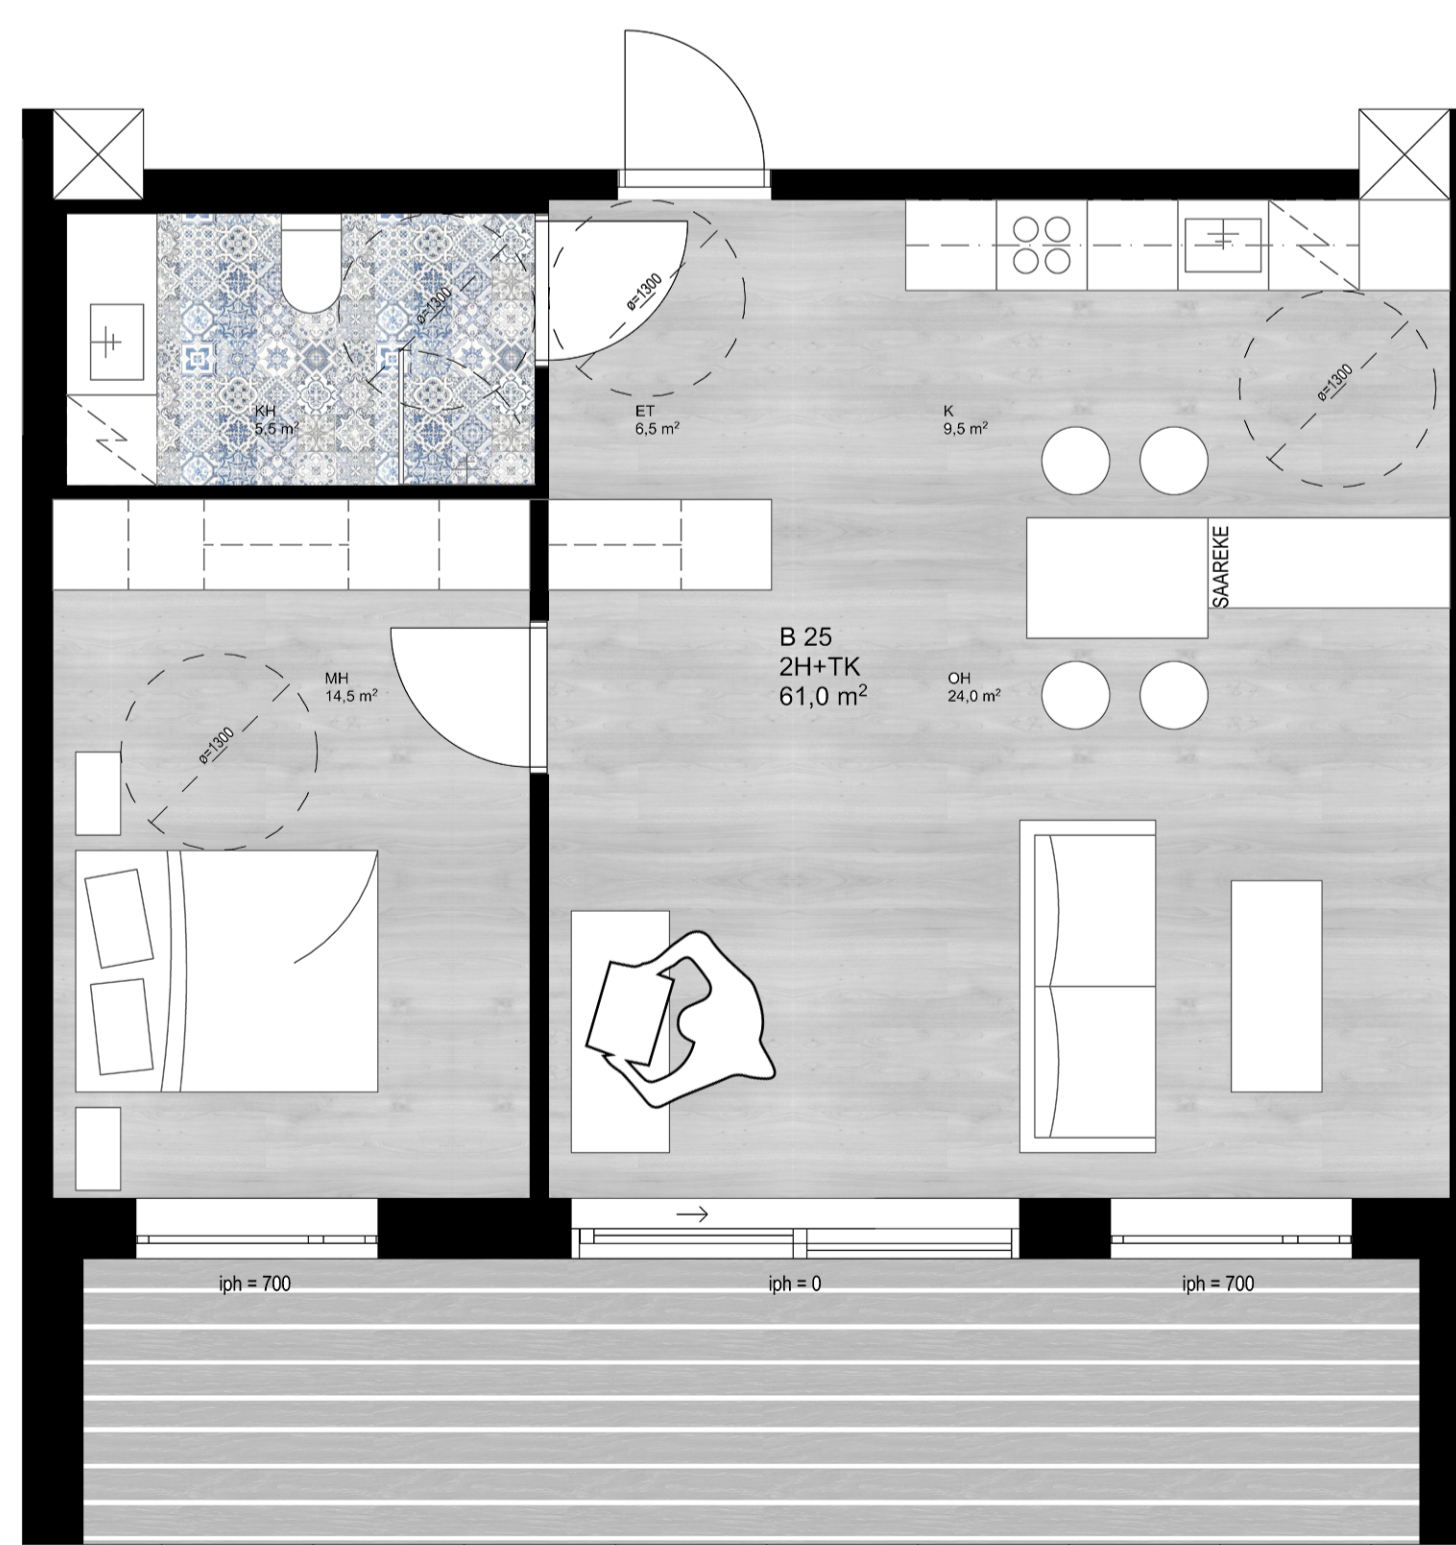 ø=1300
ø=1300
ø=1300
KH
5,5 m²
ET
6,5 m²
K
9,5 m²
SAAREKE
B 25
2H+TK
61,0 m²
MH
14,5 m²
OH
24,0 m²
ø=1300
iph = 700
iph = 0
iph = 700